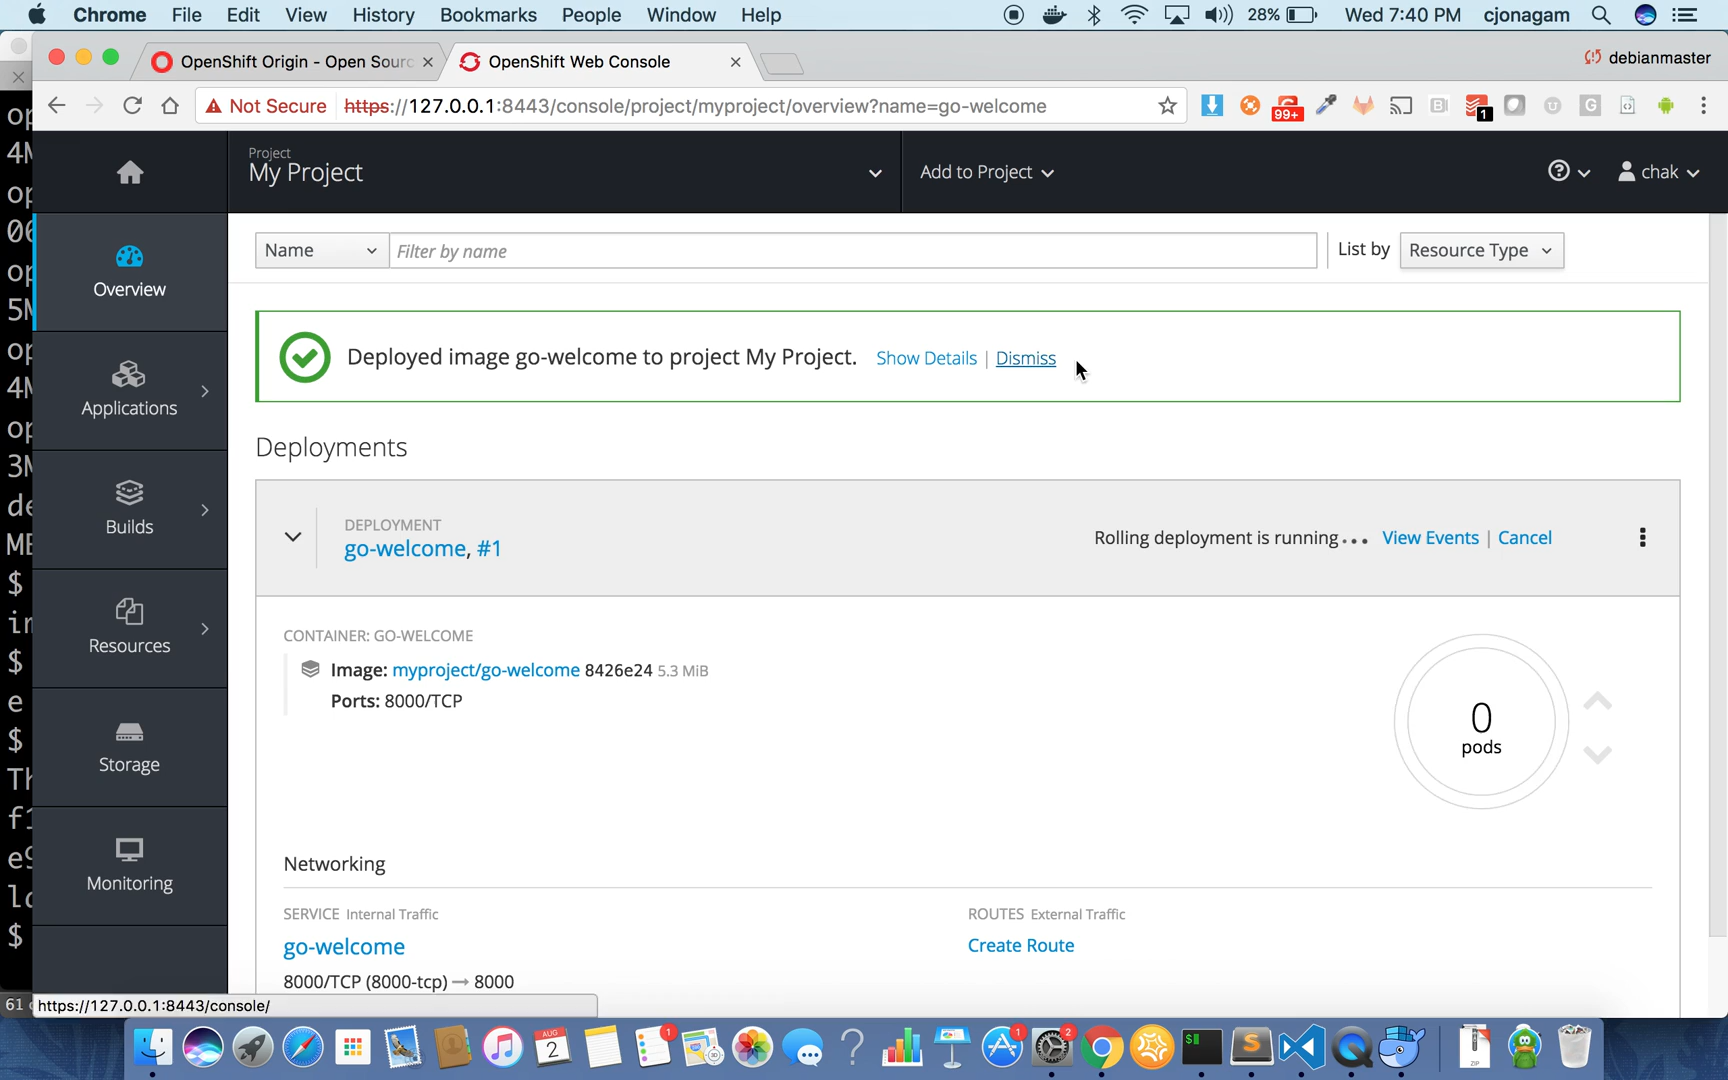 Chrome File Edit View History Bookmarks People Window Help 28% Wed 7:40 PM cjonagam
OpenShift Origin - Open Sourc OpenShift Web Console debianmaster
Not Secure https://127.0.0.1:8443/console/project/myproject/overview?name=go-welcome 99+ 1
Project
My Project Add to Project chak
Overview
Applications
Builds
Resources
Storage
Monitoring
Name Filter by name List by Resource Type
Deployed image go-welcome to project My Project. Show Details | Dismiss
Deployments
DEPLOYMENT
go-welcome, #1 Rolling deployment is running... View Events | Cancel
CONTAINER: GO-WELCOME
Image: myproject/go-welcome 8426e24 5.3 MiB
Ports: 8000/TCP
0
pods
Networking
SERVICE Internal Traffic ROUTES External Traffic
go-welcome Create Route
8000/TCP (8000-tcp) → 8000
https://127.0.0.1:8443/console/